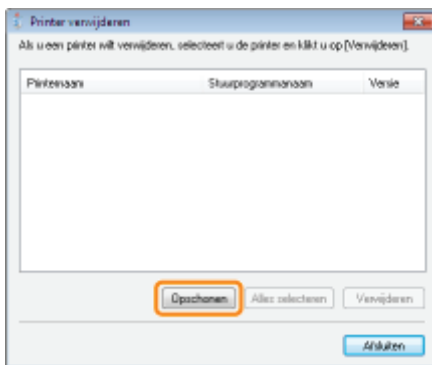 Printer verwijderen
Als u een printer wilt verwijderen, selecteert u de printer en klikt u op [Verwijderen].
Printernaam Stuurprogrammanaam Versie
Opschonen Alles selecteren Verwijderen
Afsluiten